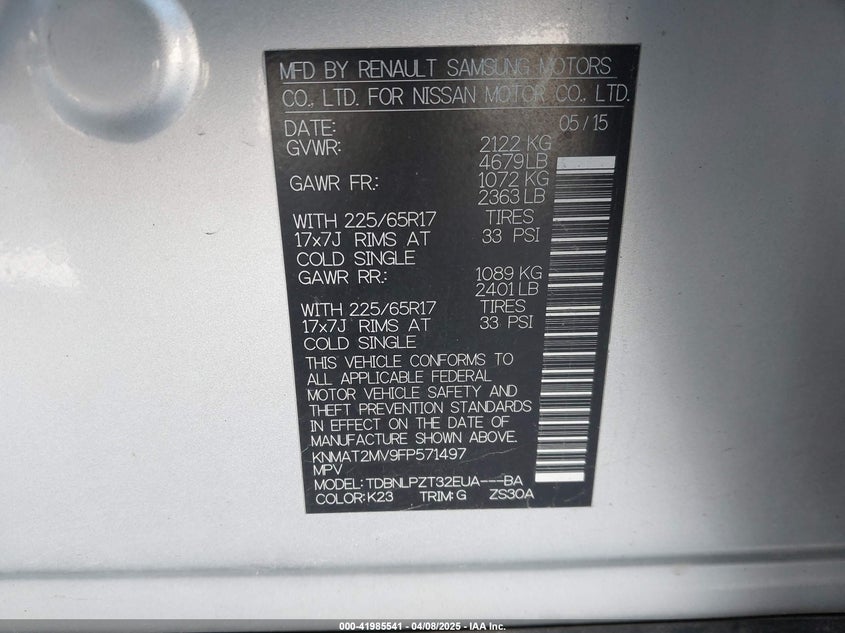 MFD BY RENAULT SAMSUNG MOTORS
CO., LTD. FOR NISSAN MOTOR CO., LTD.
DATE: 05/15
GVWR: 2122 KG
4679LB
GAWR FR.: 1072 KG
2363 LB
WITH 225/65R17 TIRES
17x7J RIMS AT 33 PSI
COLD SINGLE
GAWR RR.: 1089 KG
2401 LB
WITH 225/65R17 TIRES
17x7J RIMS AT 33 PSI
COLD SINGLE
THIS VEHICLE CONFORMS TO
ALL APPLICABLE FEDERAL
MOTOR VEHICLE SAFETY AND
THEFT PREVENTION STANDARDS
IN EFFECT ON THE DATE OF
MANUFACTURE SHOWN ABOVE.
KNMAT2MV9FP571497
MPV
MODEL: TDBNLPZT32EUA---BA
COLOR: K23 TRIM: G ZS30A
000-41985541 / 04/08/2025 - IAA Inc.